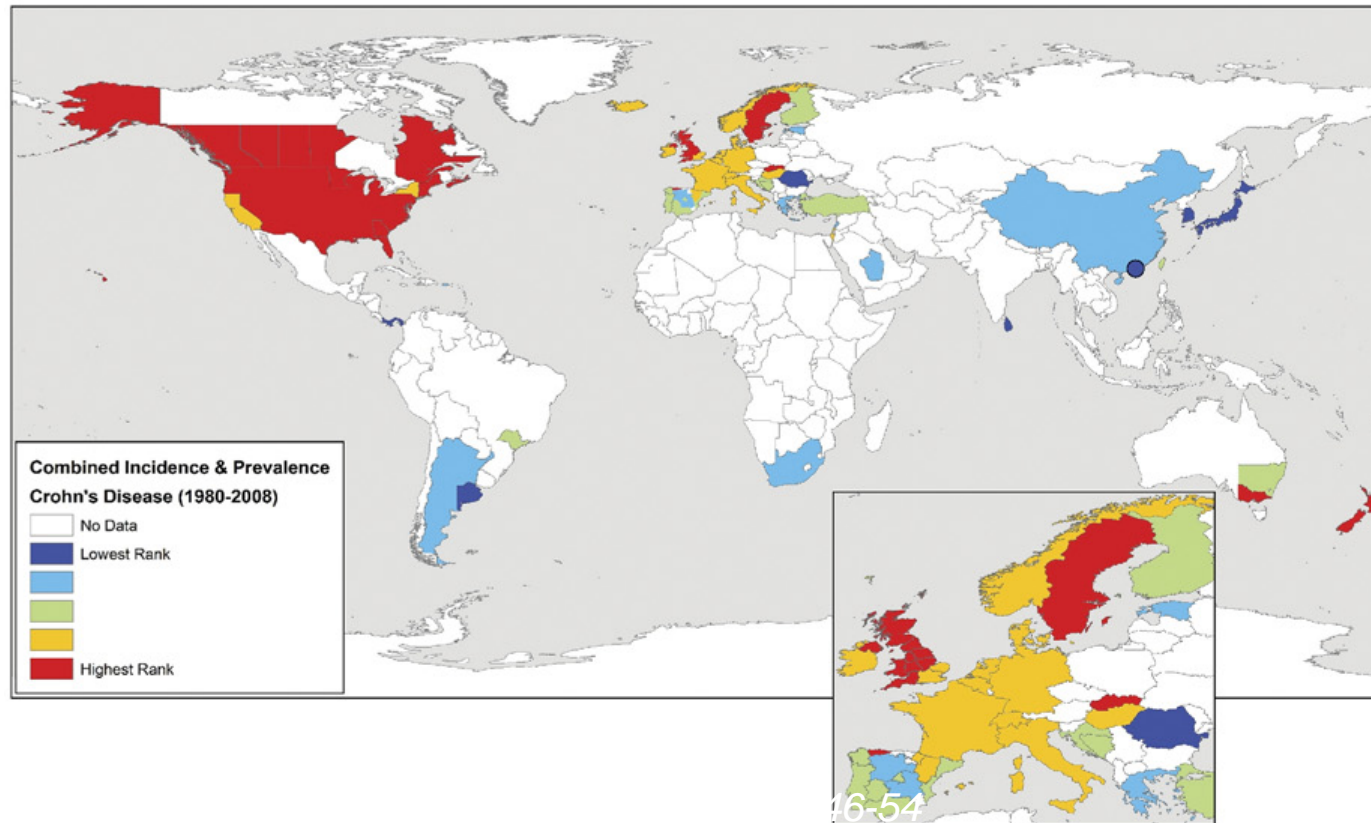 Combined Incidence & Prevalence
Crohn's Disease (1980-2008)
No Data
Lowest Rank
Highest Rank
46-54